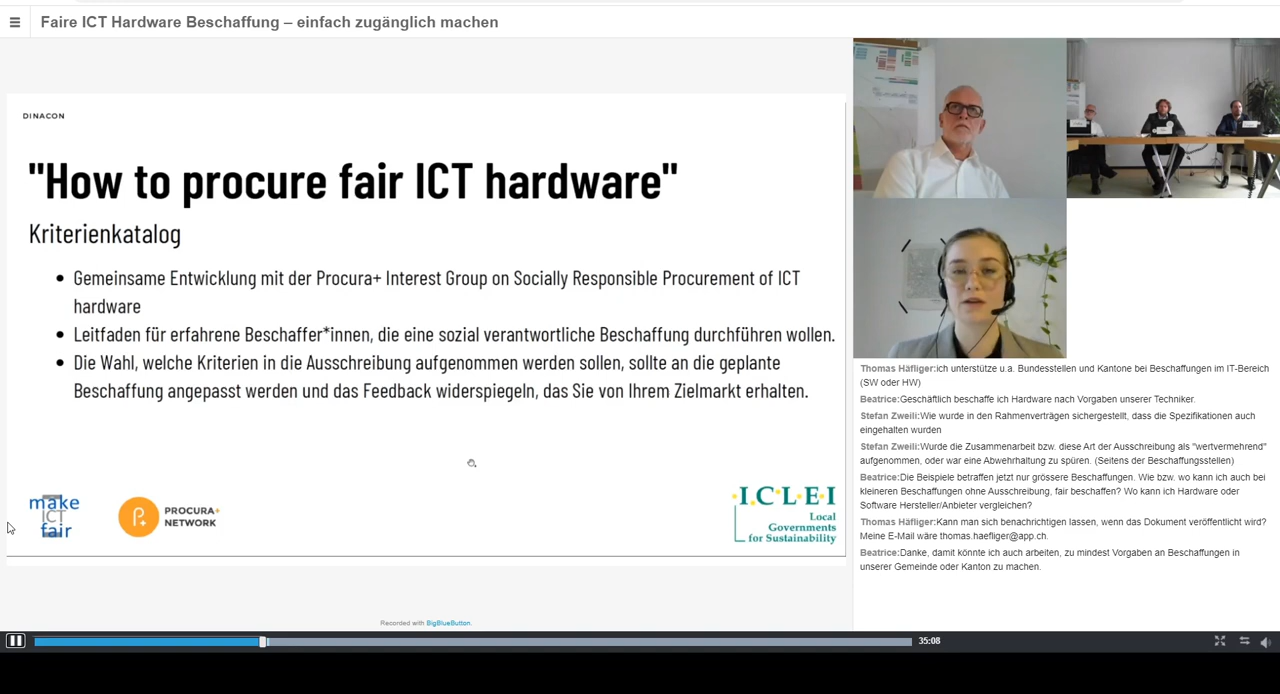 Faire ICT Hardware Beschaffung – einfach zugänglich machen
DINACON
"How to procure fair ICT hardware"
Kriterienkatalog
Gemeinsame Entwicklung mit der Procura+ Interest Group on Socially Responsible Procurement of ICT
hardware
Leitfaden für erfahrene Beschaffer*innen, die eine sozial verantwortliche Beschaffung durchführen wollen.
Die Wahl, welche Kriterien in die Ausschreibung aufgenommen werden sollen, sollte an die geplante
Beschaffung angepasst werden und das Feedback widerspiegeln, das Sie von Ihrem Zielmarkt erhalten.
make
ICT
fair
PROCURA+
NETWORK
I.C.L.E.I
Local
Governments
for Sustainability
Thomas Häfliger:ich unterstütze u.a. Bundesstellen und Kantone bei Beschaffungen im IT-Bereich
(SW oder HW)
Beatrice:Geschäftlich beschaffe ich Hardware nach Vorgaben unserer Techniker.
Stefan Zweili:Wie wurde in den Rahmenverträgen sichergestellt, dass die Spezifikationen auch
eingehalten wurden
Stefan Zweili:Wurde die Zusammenarbeit bzw. diese Art der Ausschreibung als "wertvermehrend"
aufgenommen, oder war eine Abwehrhaltung zu spüren. (Seitens der Beschaffungsstellen)
Beatrice:Die Beispiele betraffen jetzt nur grössere Beschaffungen. Wie bzw. wo kann ich auch bei
kleineren Beschaffungen ohne Ausschreibung, fair beschaffen? Wo kann ich Hardware oder
Software Hersteller/Anbieter vergleichen?
Thomas Häfliger:Kann man sich benachrichtigen lassen, wenn das Dokument veröffentlicht wird?
Meine E-Mail wäre thomas.haefliger@app.ch.
Beatrice:Danke, damit könnte ich auch arbeiten, zu mindest Vorgaben an Beschaffungen in
unserer Gemeinde oder Kanton zu machen.
Recorded with BigBlueButton.
35:08